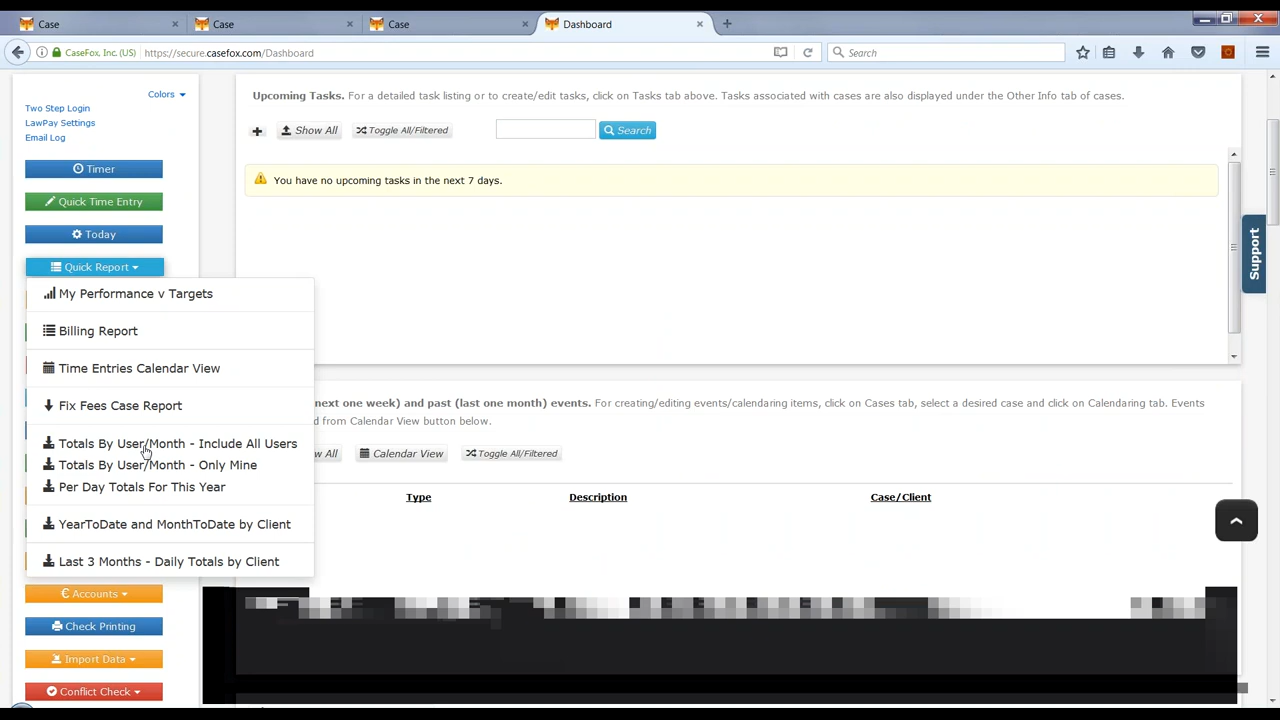 Case
Case
Case
Dashboard
CaseFox, Inc. (US)
https://secure.casefox.com/Dashboard
Search
Colors
Two Step Login
LawPay Settings
Email Log
Timer
Quick Time Entry
Today
Quick Report
My Performance v Targets
Billing Report
Time Entries Calendar View
Fix Fees Case Report
Totals By User/Month - Include All Users
Totals By User/Month - Only Mine
Per Day Totals For This Year
YearToDate and MonthToDate by Client
Last 3 Months - Daily Totals by Client
Accounts
Check Printing
Import Data
Conflict Check
Upcoming Tasks. For a detailed task listing or to create/edit tasks, click on Tasks tab above. Tasks associated with cases are also displayed under the Other Info tab of cases.
Show All
Toggle All/Filtered
Search
You have no upcoming tasks in the next 7 days.
next one week) and past (last one month) events. For creating/editing events/calendaring items, click on Cases tab, select a desired case and click on Calendaring tab. Events
d from Calendar View button below.
All
Calendar View
Toggle All/Filtered
Type
Description
Case/Client
Support